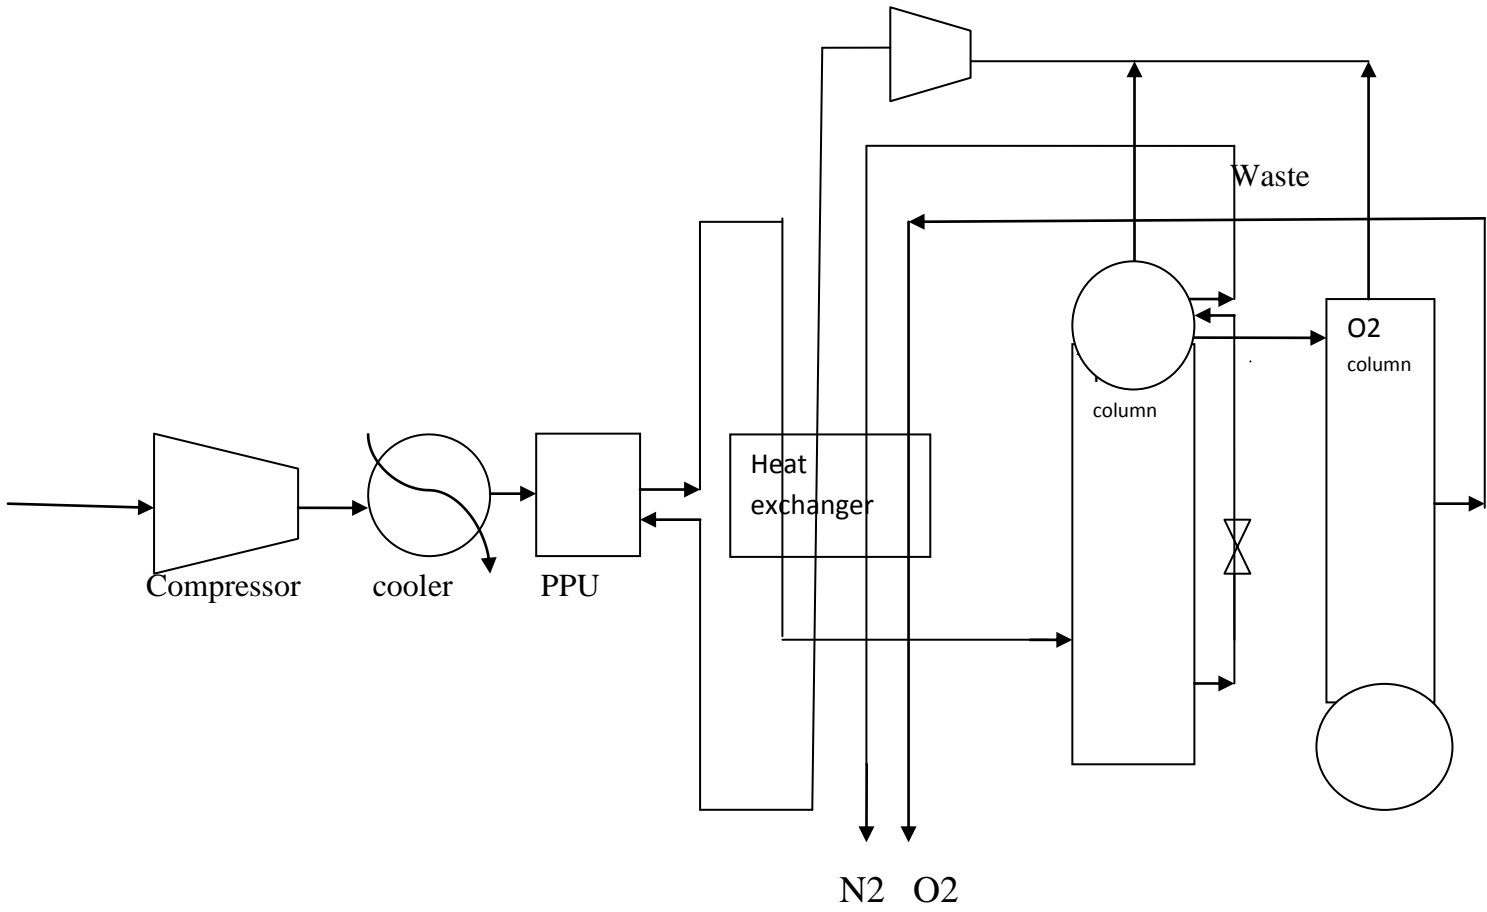 Waste
O2
column
column
Heat
exchanger
Compressor
cooler
PPU
N2 O2